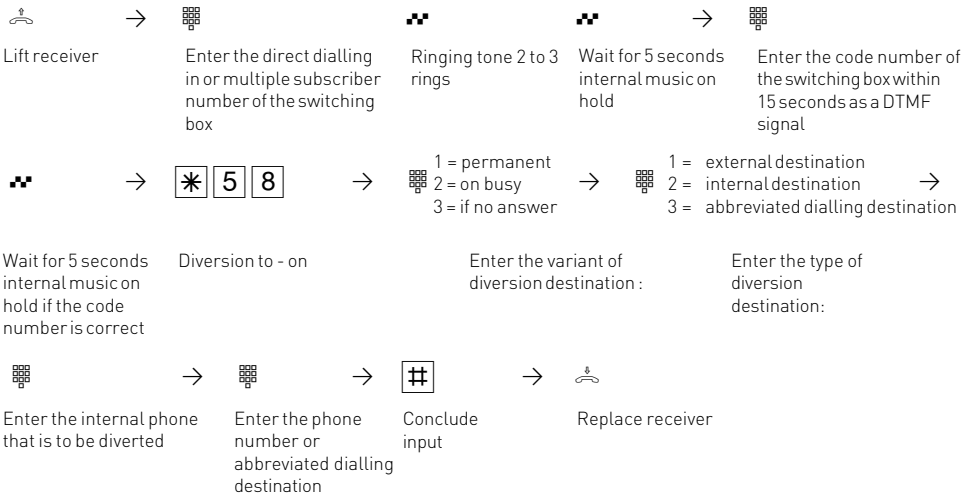 Lift receiver
Enter the direct dialling
in or multiple subscriber
number of the switching
box
Ringing tone 2 to 3
rings
Wait for 5 seconds
internal music on
hold
Enter the code number of
the switching box within
15 seconds as a DTMF
signal
* 5 8
1 = permanent
2 = on busy
3 = if no answer
1 = external destination
2 = internal destination
3 = abbreviated dialling destination
Wait for 5 seconds
internal music on
hold if the code
number is correct
Diversion to - on
Enter the variant of
diversion destination :
Enter the type of
diversion
destination:
#
Enter the internal phone
that is to be diverted
Enter the phone
number or
abbreviated dialling
destination
Conclude
input
Replace receiver